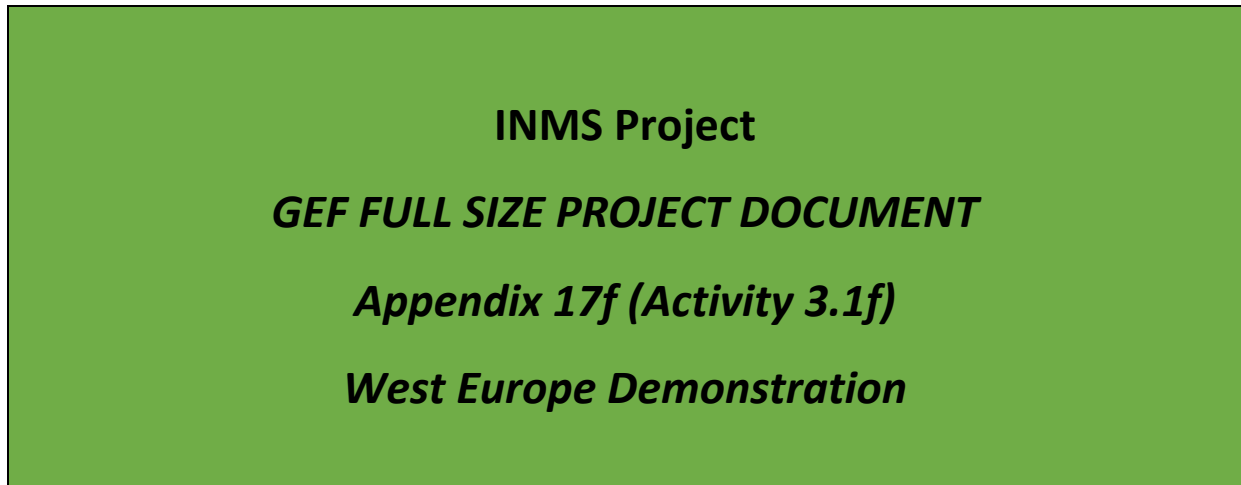 INMS Project
GEF FULL SIZE PROJECT DOCUMENT
Appendix 17f (Activity 3.1f)
West Europe Demonstration